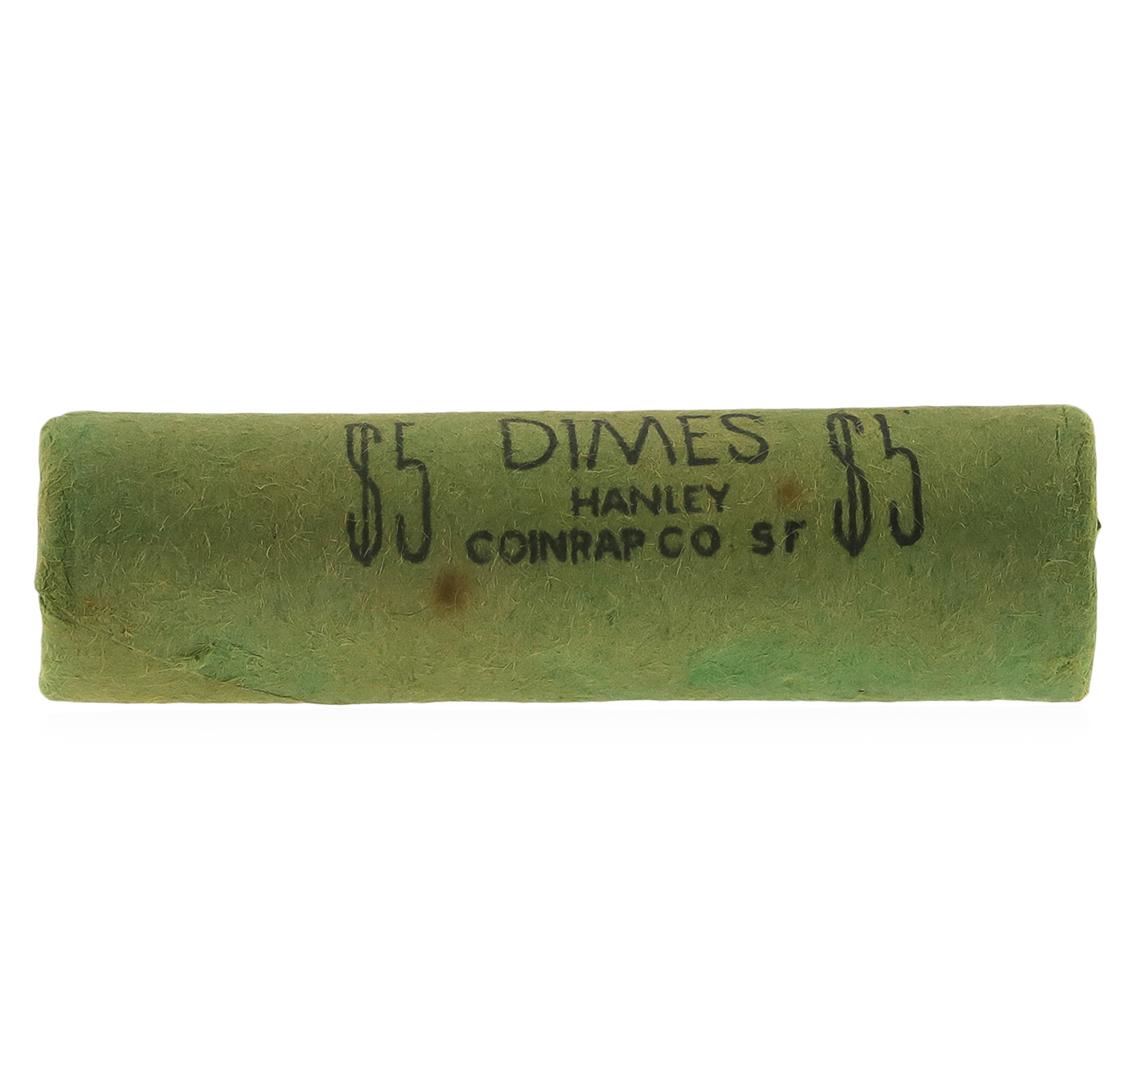 $5 DIMES $5
HANLEY
COINRAP CO. SF